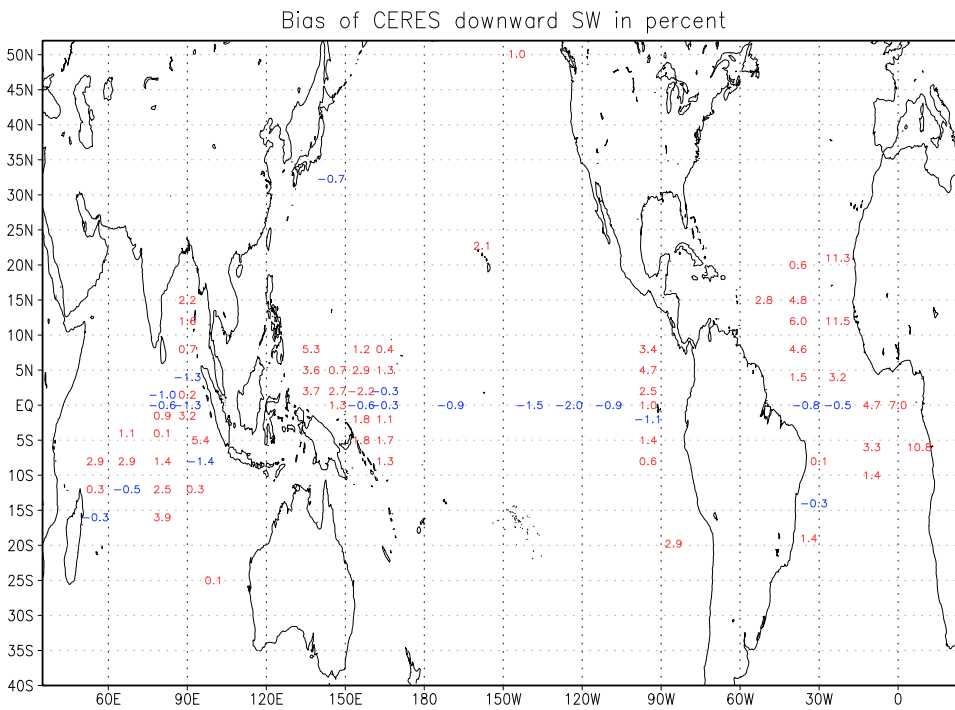 Bias of CERES downward SW in percent
50N 1.0
45N
40N
35N
−0.7
30N
25N
2.1
20N 0.6 11.3
15N 2.2 2.8 4.8
10N 1.6 6.0 11.5
0.7 5.3 1.2 0.4 3.4 4.6
5N 3.6 0.7 2.9 1.3 4.7
−1.3 1.5 3.2
−1.0 0.2 3.7 2.7 −2.2 −0.3 2.5
EQ −0.6 −1.3 1.3 −0.6 −0.3 −0.9 −1.5 −2.0 −0.9 1.0 −0.8 −0.5 4.7 7.0
0.9 3.2 1.8 1.1 −1.1
1.1 0.1
5S 5.4 1.8 1.7 1.4
3.3 10.8
2.9 2.9 1.4 −1.4 1.3 0.6 0.1
10S 1.4
0.3 −0.5 2.5 0.3
−0.3
15S −0.3 3.9
20S 2.9 1.4
25S 0.1
30S
35S
40S
60E 90E 120E 150E 180 150W 120W 90W 60W 30W 0